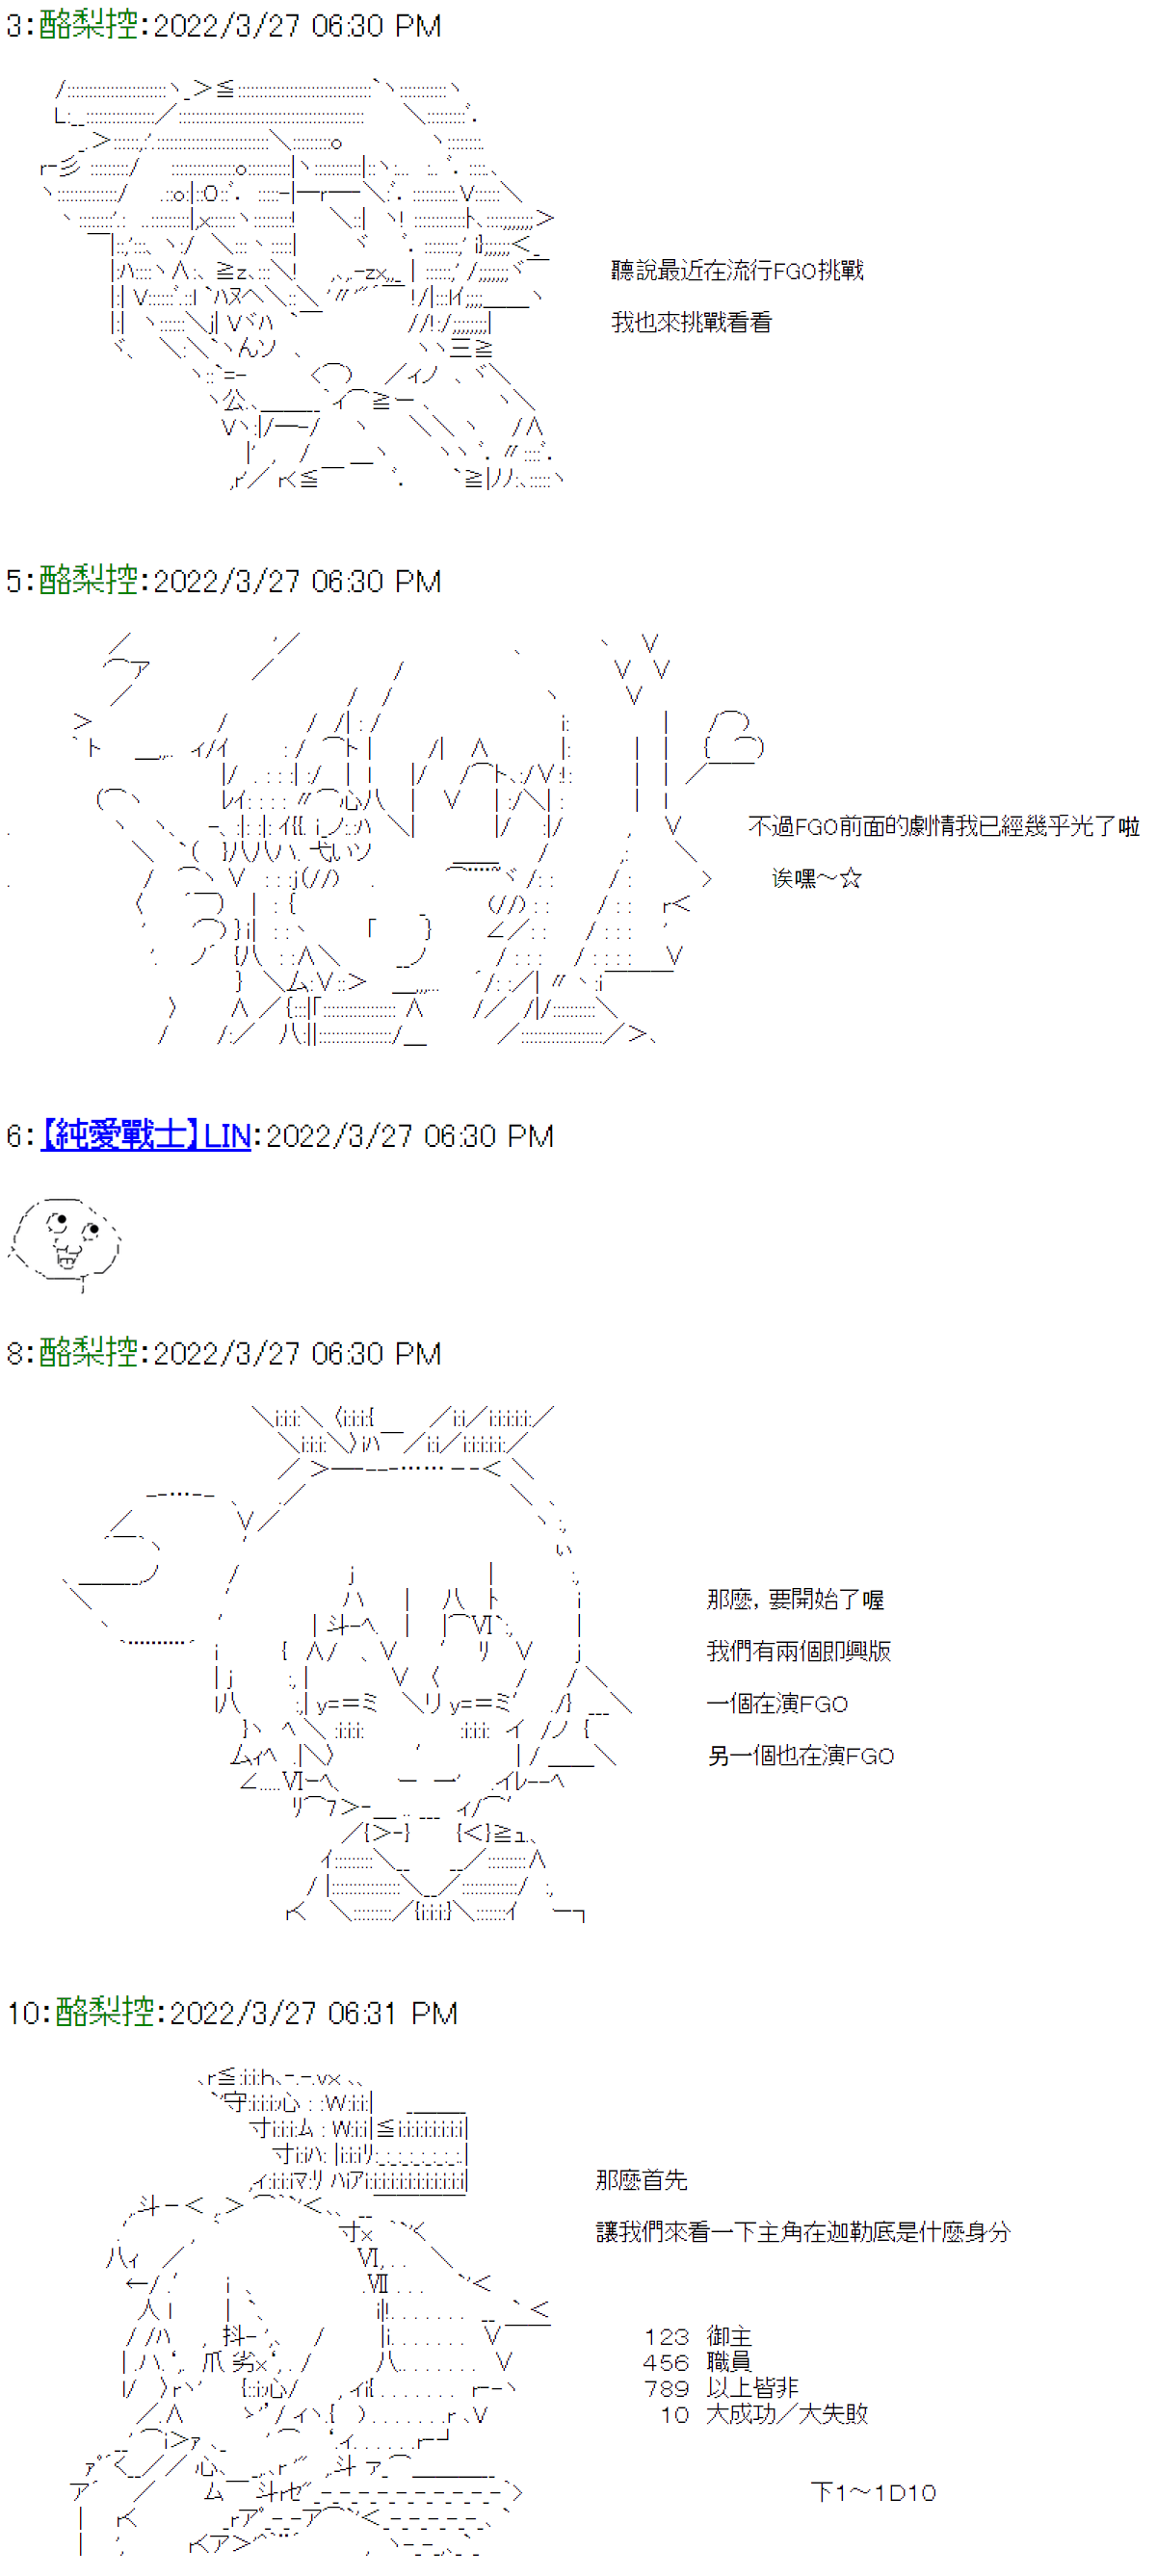 3:酪梨控:2022/3/27 06:30 PM
聽說最近在流行FGO挑戰
我也來挑戰看看
5:酪梨控:2022/3/27 06:30 PM
不過FGO前面的劇情我已經幾乎光了啦
诶嘿～☆
6:【純愛戰士】LIN:2022/3/27 06:30 PM
8:酪梨控:2022/3/27 06:30 PM
那麼，要開始了喔
我們有兩個即興版
一個在演FGO
另一個也在演FGO
10:酪梨控:2022/3/27 06:31 PM
那麼首先
讓我們來看一下主角在迦勒底是什麼身分
123 御主
456 職員
789 以上皆非
10 大成功／大失敗
下1～1D10